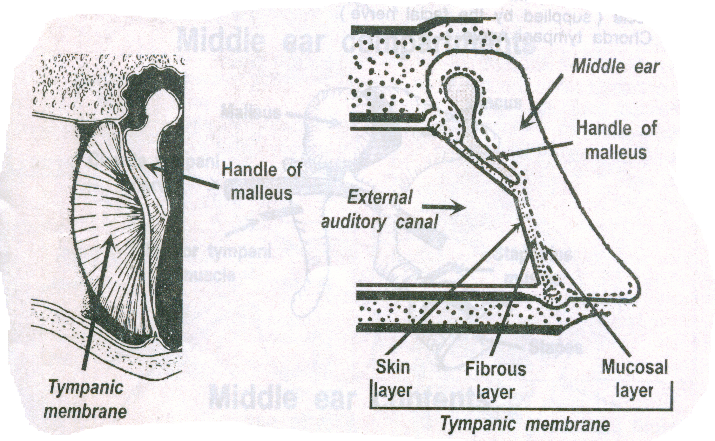 Handle of
malleus
Tympanic
membrane
Middle ear
Handle of
malleus
External
auditory canal
Skin
layer
Fibrous
layer
Mucosal
layer
Tympanic membrane